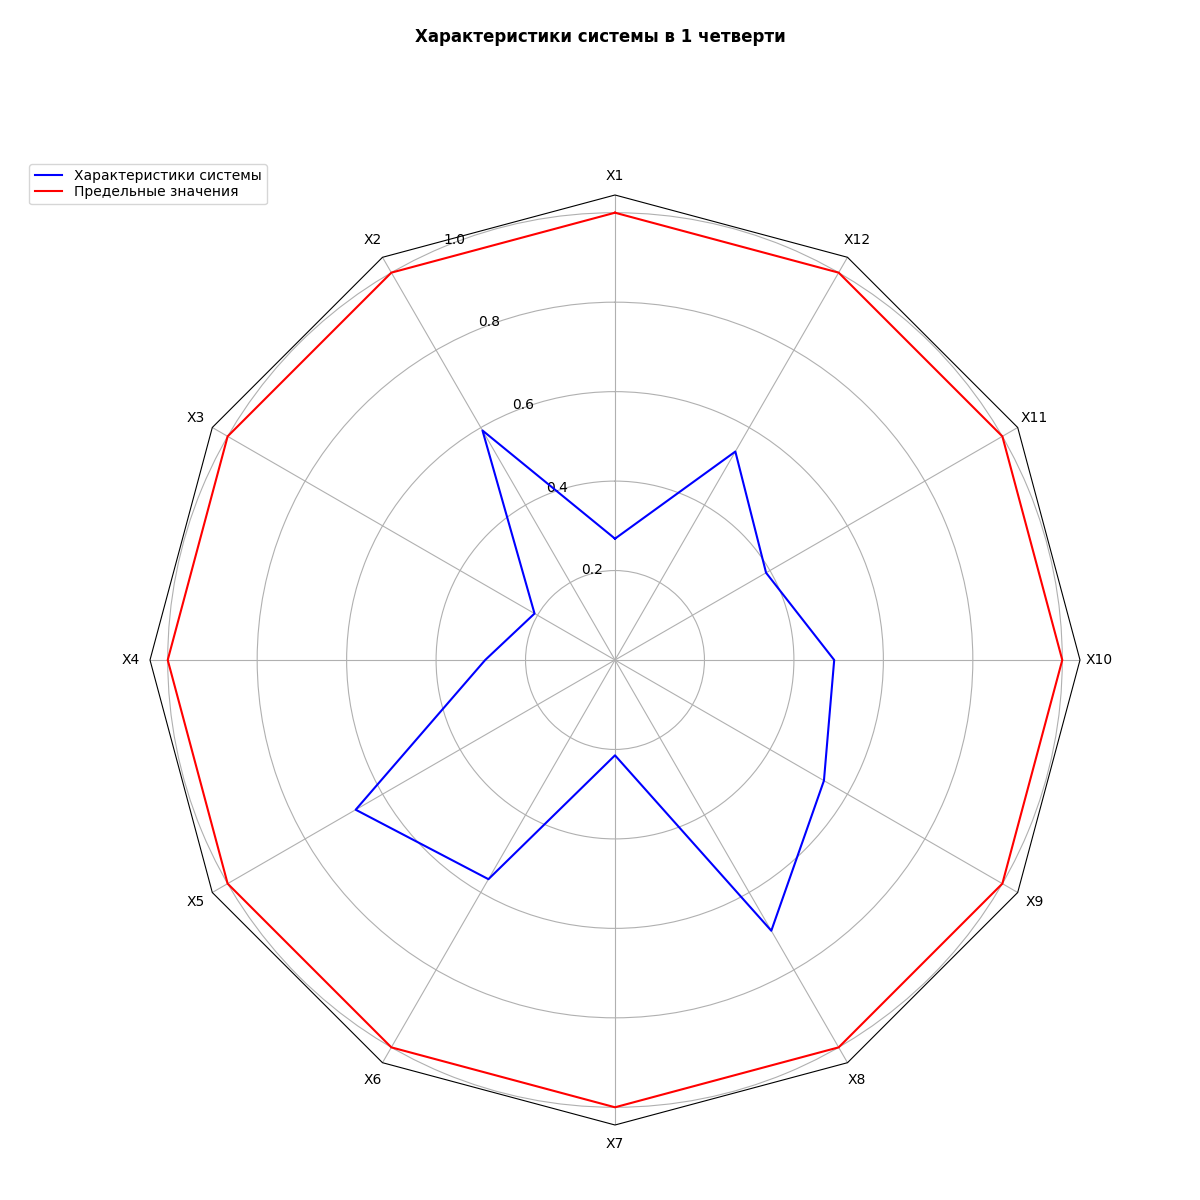 Характеристики системы в 1 четверти
Характеристики системы
Предельные значения
X1
X2
1.0
X12
0.8
X3
0.6
X11
0.4
0.2
X4
X10
X5
X9
X6
X8
X7